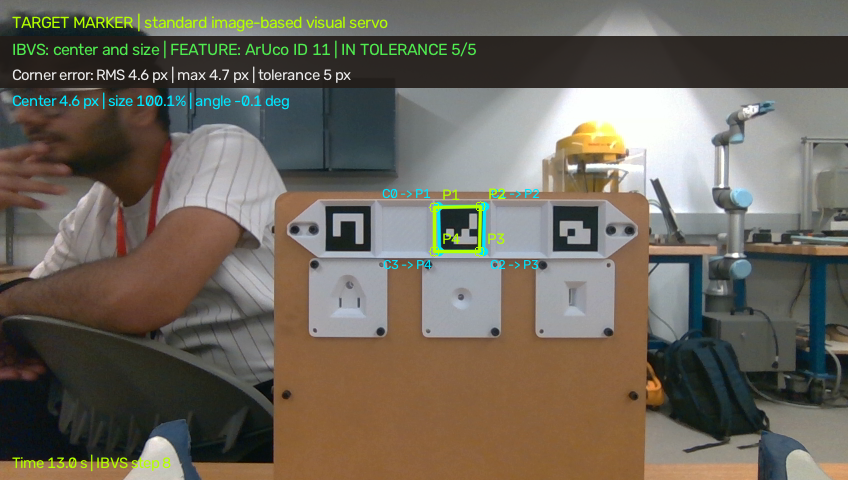 TARGET MARKER | standard image-based visual servo
IBVS: center and size | FEATURE: ArUco ID 11 | IN TOLERANCE 5/5
Corner error: RMS 4.6 px | max 4.7 px | tolerance 5 px
Center 4.6 px | size 100.1% | angle -0.1 deg
C0 -> P1 P1 P2 -> P2
P4 P3
C3 -> P4 C2 -> P3
Time 13.0 s | IBVS step